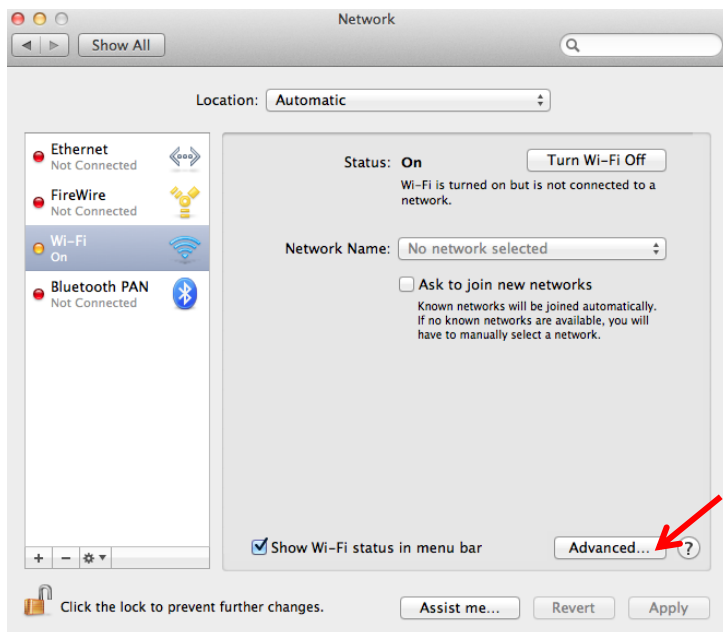 Network
Show All
Location: Automatic
Ethernet
Not Connected
FireWire
Not Connected
Wi-Fi
On
Bluetooth PAN
Not Connected
Status: On
Turn Wi-Fi Off
Wi-Fi is turned on but is not connected to a
network.
Network Name: No network selected
Ask to join new networks
Known networks will be joined automatically.
If no known networks are available, you will
have to manually select a network.
Show Wi-Fi status in menu bar
Advanced...
?
+ −
Click the lock to prevent further changes.
Assist me...
Revert
Apply